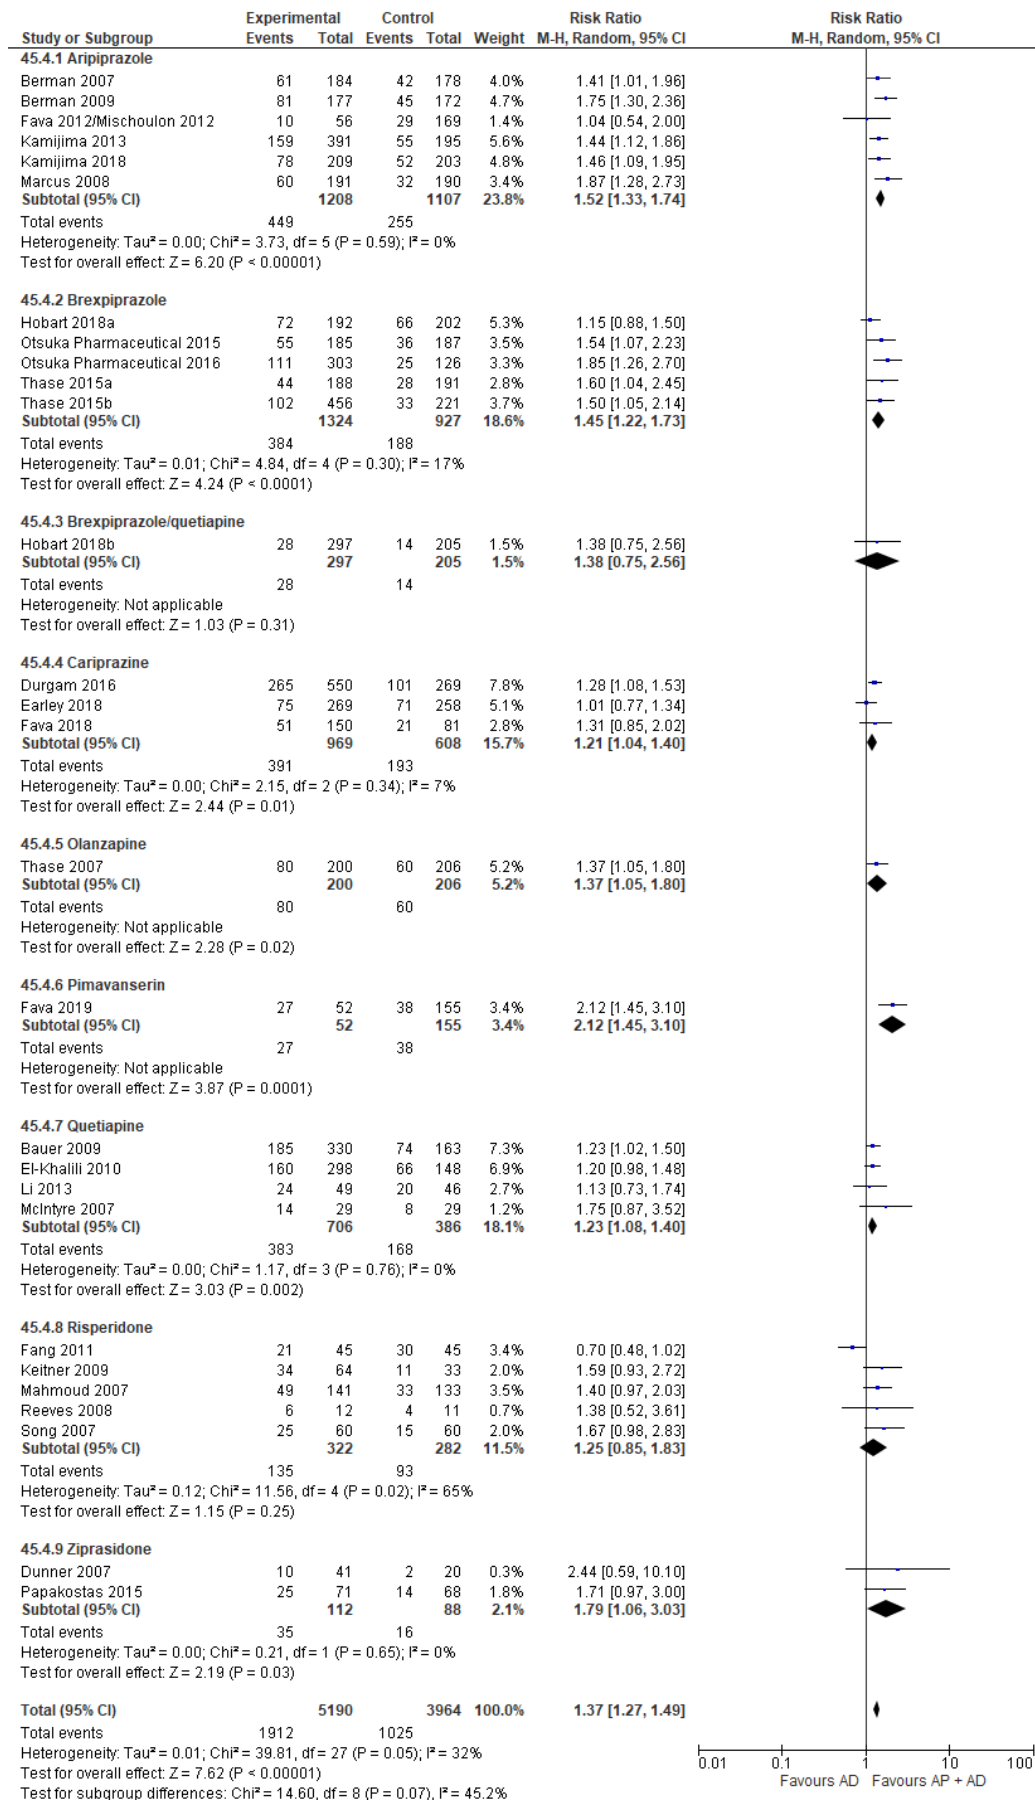 Experimental Control Risk Ratio Risk Ratio
Study or Subgroup Events Total Events Total Weight M-H, Random, 95% CI M-H, Random, 95% CI
45.4.1 Aripiprazole
Berman 2007 61 184 42 178 4.0% 1.41 [1.01, 1.96]
Berman 2009 81 177 45 172 4.7% 1.75 [1.30, 2.36]
Fava 2012/Mischoulon 2012 10 56 29 169 1.4% 1.04 [0.54, 2.00]
Kamijima 2013 159 391 55 195 5.6% 1.44 [1.12, 1.86]
Kamijima 2018 78 209 52 203 4.8% 1.46 [1.09, 1.95]
Marcus 2008 60 191 32 190 3.4% 1.87 [1.28, 2.73]
Subtotal (95% CI) 1208 1107 23.8% 1.52 [1.33, 1.74]
Total events 449 255
Heterogeneity: Tau² = 0.00; Chi² = 3.73, df = 5 (P = 0.59); I² = 0%
Test for overall effect: Z = 6.20 (P < 0.00001)
45.4.2 Brexpiprazole
Hobart 2018a 72 192 66 202 5.3% 1.15 [0.88, 1.50]
Otsuka Pharmaceutical 2015 55 185 36 187 3.5% 1.54 [1.07, 2.23]
Otsuka Pharmaceutical 2016 111 303 25 126 3.3% 1.85 [1.26, 2.70]
Thase 2015a 44 188 28 191 2.8% 1.60 [1.04, 2.45]
Thase 2015b 102 456 33 221 3.7% 1.50 [1.05, 2.14]
Subtotal (95% CI) 1324 927 18.6% 1.45 [1.22, 1.73]
Total events 384 188
Heterogeneity: Tau² = 0.01; Chi² = 4.84, df = 4 (P = 0.30); I² = 17%
Test for overall effect: Z = 4.24 (P < 0.0001)
45.4.3 Brexpiprazole/quetiapine
Hobart 2018b 28 297 14 205 1.5% 1.38 [0.75, 2.56]
Subtotal (95% CI) 297 205 1.5% 1.38 [0.75, 2.56]
Total events 28 14
Heterogeneity: Not applicable
Test for overall effect: Z = 1.03 (P = 0.31)
45.4.4 Cariprazine
Durgam 2016 265 550 101 269 7.8% 1.28 [1.08, 1.53]
Earley 2018 75 269 71 258 5.1% 1.01 [0.77, 1.34]
Fava 2018 51 150 21 81 2.8% 1.31 [0.85, 2.02]
Subtotal (95% CI) 969 608 15.7% 1.21 [1.04, 1.40]
Total events 391 193
Heterogeneity: Tau² = 0.00; Chi² = 2.15, df = 2 (P = 0.34); I² = 7%
Test for overall effect: Z = 2.44 (P = 0.01)
45.4.5 Olanzapine
Thase 2007 80 200 60 206 5.2% 1.37 [1.05, 1.80]
Subtotal (95% CI) 200 206 5.2% 1.37 [1.05, 1.80]
Total events 80 60
Heterogeneity: Not applicable
Test for overall effect: Z = 2.28 (P = 0.02)
45.4.6 Pimavanserin
Fava 2019 27 52 38 155 3.4% 2.12 [1.45, 3.10]
Subtotal (95% CI) 52 155 3.4% 2.12 [1.45, 3.10]
Total events 27 38
Heterogeneity: Not applicable
Test for overall effect: Z = 3.87 (P = 0.0001)
45.4.7 Quetiapine
Bauer 2009 185 330 74 163 7.3% 1.23 [1.02, 1.50]
El-Khalili 2010 160 298 66 148 6.9% 1.20 [0.98, 1.48]
Li 2013 24 49 20 46 2.7% 1.13 [0.73, 1.74]
McIntyre 2007 14 29 8 29 1.2% 1.75 [0.87, 3.52]
Subtotal (95% CI) 706 386 18.1% 1.23 [1.08, 1.40]
Total events 383 168
Heterogeneity: Tau² = 0.00; Chi² = 1.17, df = 3 (P = 0.76); I² = 0%
Test for overall effect: Z = 3.03 (P = 0.002)
45.4.8 Risperidone
Fang 2011 21 45 30 45 3.4% 0.70 [0.48, 1.02]
Keitner 2009 34 64 11 33 2.0% 1.59 [0.93, 2.72]
Mahmoud 2007 49 141 33 133 3.5% 1.40 [0.97, 2.03]
Reeves 2008 6 12 4 11 0.7% 1.38 [0.52, 3.61]
Song 2007 25 60 15 60 2.0% 1.67 [0.98, 2.83]
Subtotal (95% CI) 322 282 11.5% 1.25 [0.85, 1.83]
Total events 135 93
Heterogeneity: Tau² = 0.12; Chi² = 11.56, df = 4 (P = 0.02); I² = 65%
Test for overall effect: Z = 1.15 (P = 0.25)
45.4.9 Ziprasidone
Dunner 2007 10 41 2 20 0.3% 2.44 [0.59, 10.10]
Papakostas 2015 25 71 14 68 1.8% 1.71 [0.97, 3.00]
Subtotal (95% CI) 112 88 2.1% 1.79 [1.06, 3.03]
Total events 35 16
Heterogeneity: Tau² = 0.00; Chi² = 0.21, df = 1 (P = 0.65); I² = 0%
Test for overall effect: Z = 2.19 (P = 0.03)
Total (95% CI) 5190 3964 100.0% 1.37 [1.27, 1.49]
Total events 1912 1025
Heterogeneity: Tau² = 0.01; Chi² = 39.81, df = 27 (P = 0.05); I² = 32%
Test for overall effect: Z = 7.62 (P < 0.00001)
Test for subgroup differences: Chi² = 14.60, df = 8 (P = 0.07), I² = 45.2%
0.01 0.1 1 10 100
Favours AD Favours AP + AD